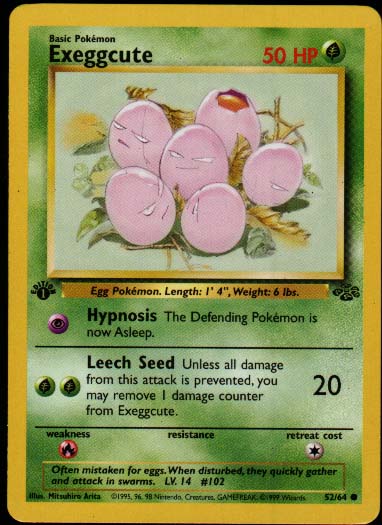 Basic Pokémon
Exeggcute 50 HP
EDITION 1
Egg Pokémon. Length: 1' 4", Weight: 6 lbs.
Hypnosis The Defending Pokémon is
now Asleep.
Leech Seed Unless all damage
from this attack is prevented, you
may remove 1 damage counter
from Exeggcute.
20
weakness resistance retreat cost
Often mistaken for eggs. When disturbed, they quickly gather
and attack in swarms. LV. 14 #102
Illus. Mitsuhiro Arita ©1995, 96, 98 Nintendo, Creatures, GAMEFREAK. ©1999 Wizards. 52/64